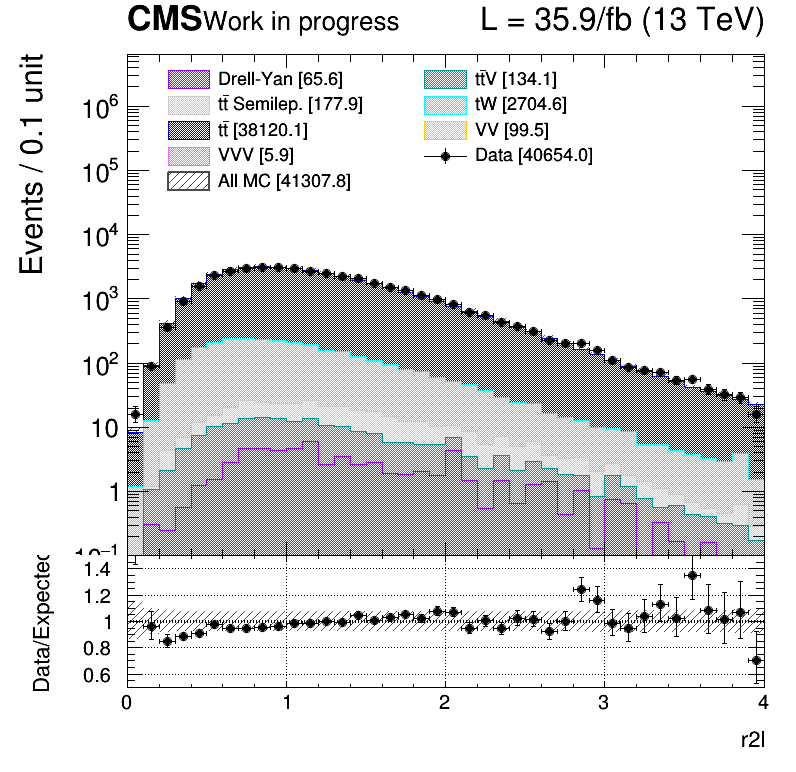 CMS Work in progress L = 35.9/fb (13 TeV)
Drell-Yan [65.6] tt̄V [134.1]
tt̄ Semilep. [177.9] tW [2704.6]
tt̄ [38120.1] VV [99.5]
VVV [5.9] Data [40654.0]
All MC [41307.8]
Events / 0.1 unit
10⁶
10⁵
10⁴
10³
10²
10
1
10⁻¹
Data/Expected
1.4
1.2
1
0.8
0.6
0 1 2 3 4
r2l